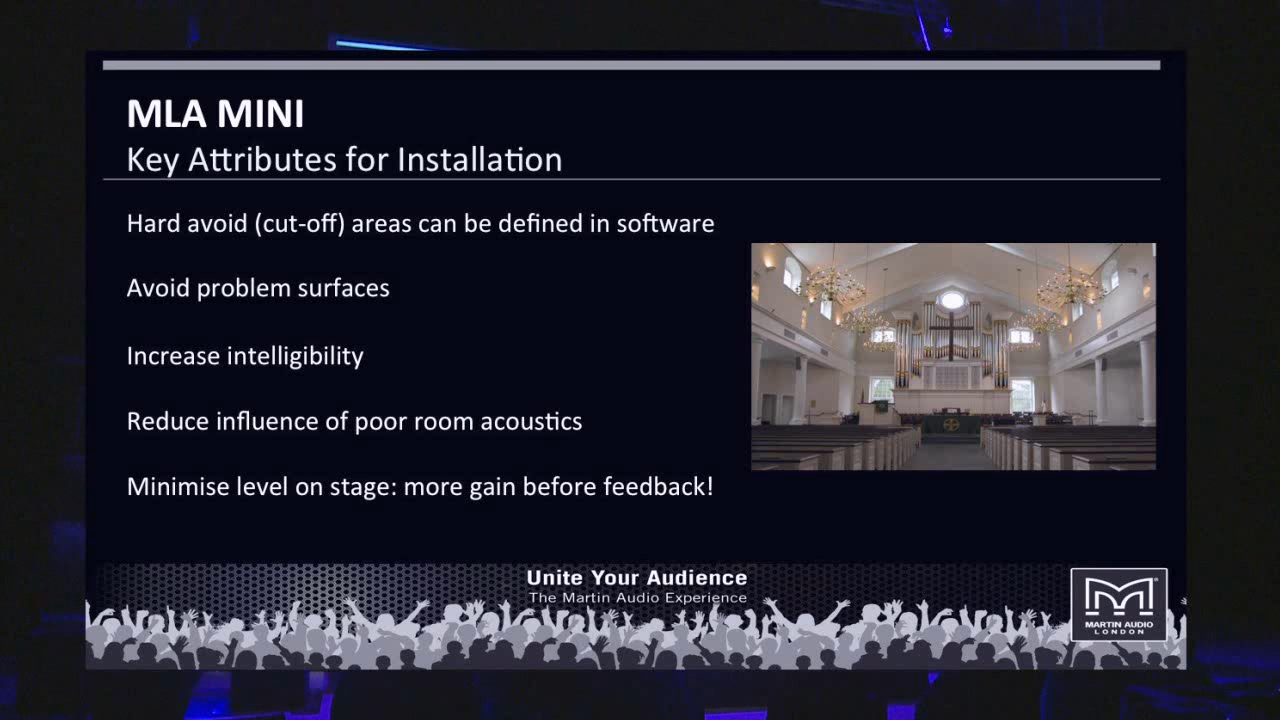 MLA MINI
Key Attributes for Installation
Hard avoid (cut-off) areas can be defined in software
Avoid problem surfaces
Increase intelligibility
Reduce influence of poor room acoustics
Minimise level on stage: more gain before feedback!
Unite Your Audience
The Martin Audio Experience
MARTIN AUDIO
LONDON